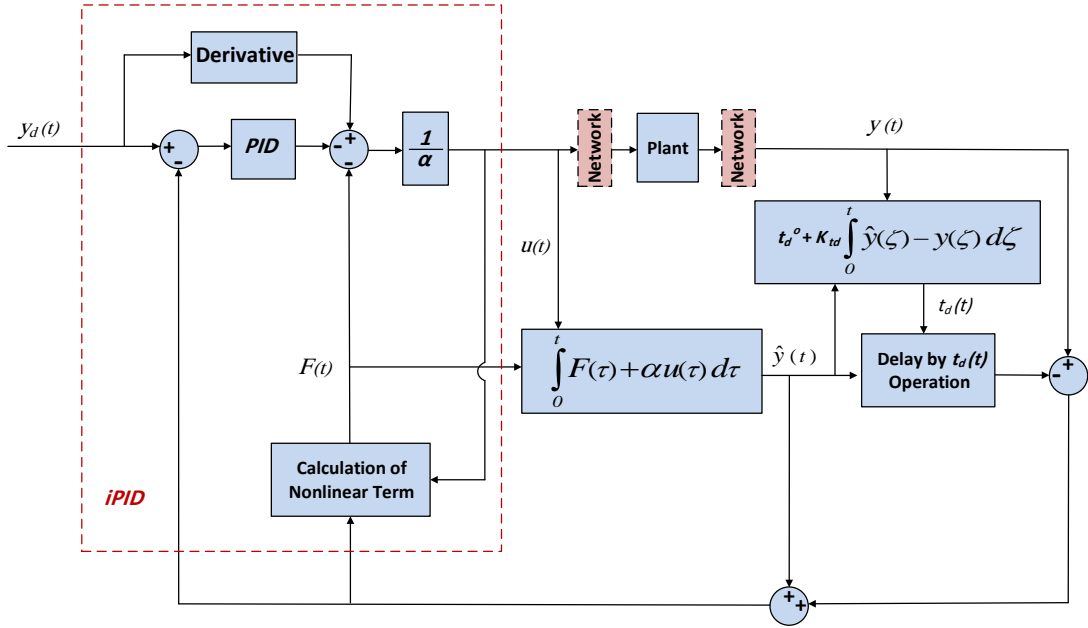 Derivative
y_d(t)
+
-
PID
-
+
-
1
α
Network
Plant
Network
y(t)
t_d^o + K_td ∫_0^t ŷ(ζ) − y(ζ) dζ
u(t)
t_d(t)
F(t)
∫_0^t F(τ) + αu(τ) dτ
ŷ(t)
Delay by t_d(t)
Operation
-
+
Calculation of
Nonlinear Term
iPID
+
+